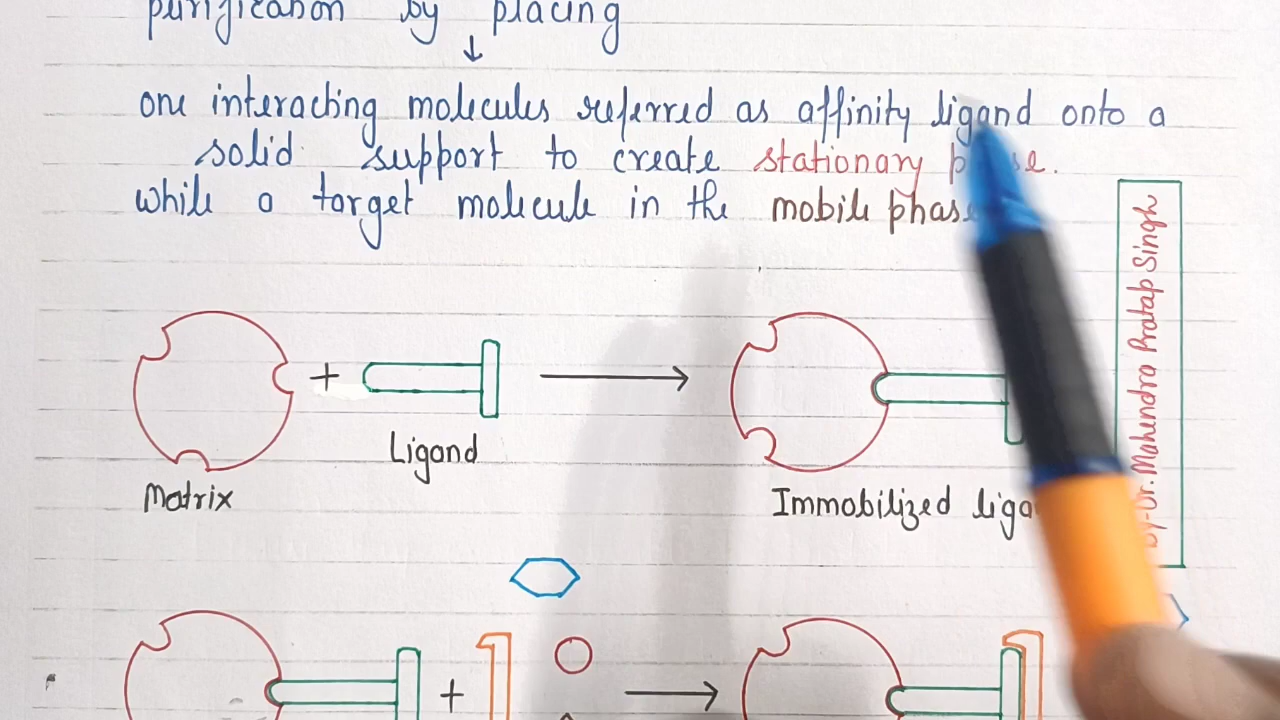 purification by placing
one interacting molecules referred as affinity ligand onto a
solid support to create stationary
while a target molecule in the mobile phase
+
Ligand
Matrix
Immobilized
By-Dr. Mahendra Pratap Singh
+